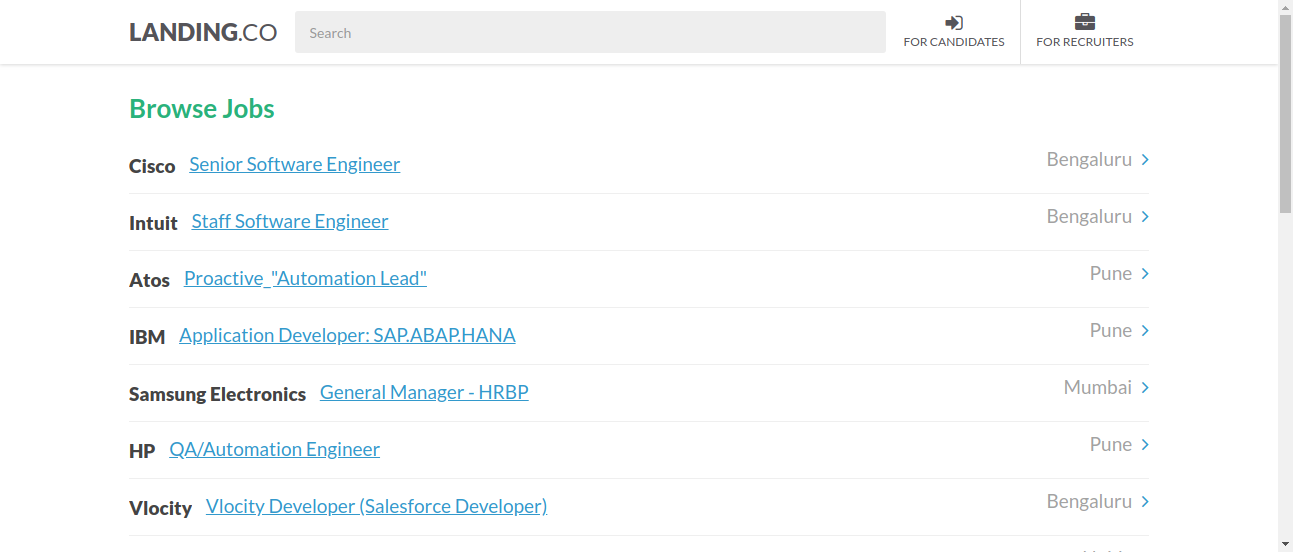 LANDING.CO
Search
FOR CANDIDATES
FOR RECRUITERS
Browse Jobs
Cisco Senior Software Engineer Bengaluru
Intuit Staff Software Engineer Bengaluru
Atos Proactive_"Automation Lead" Pune
IBM Application Developer: SAP.ABAP.HANA Pune
Samsung Electronics General Manager - HRBP Mumbai
HP QA/Automation Engineer Pune
Vlocity Vlocity Developer (Salesforce Developer) Bengaluru